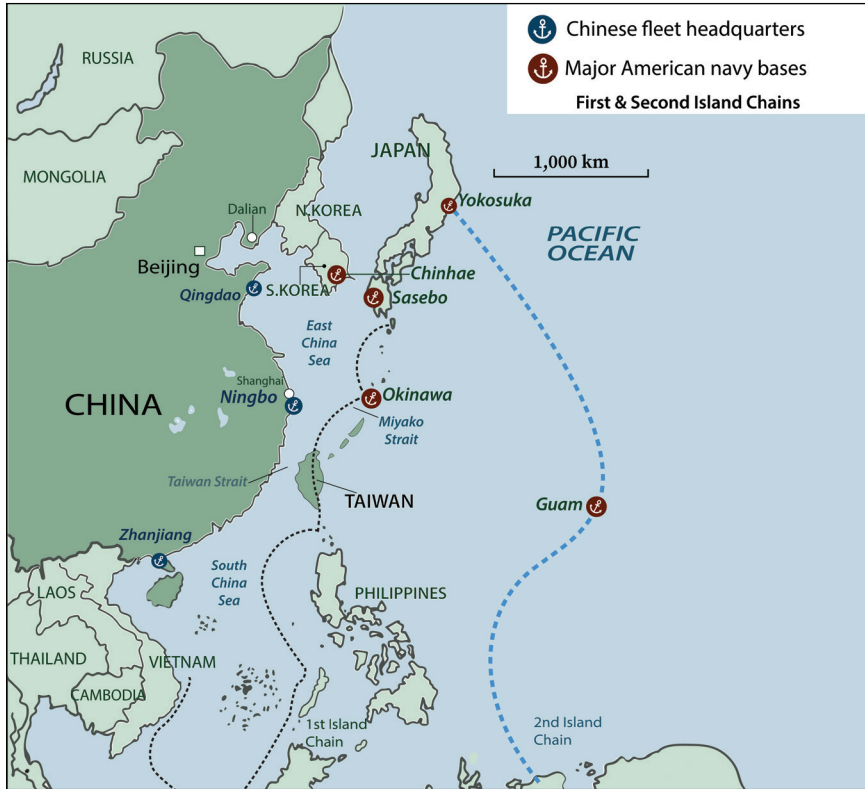 Chinese fleet headquarters
Major American navy bases
First & Second Island Chains
RUSSIA
JAPAN
1,000 km
MONGOLIA
Yokosuka
Dalian
N.KOREA
PACIFIC
OCEAN
Beijing
Chinhae
Qingdao
S.KOREA
Sasebo
East
China
Sea
Shanghai
Ningbo
CHINA
Okinawa
Miyako
Strait
Taiwan Strait
TAIWAN
Guam
Zhanjiang
South
China
Sea
LAOS
PHILIPPINES
THAILAND
VIETNAM
CAMBODIA
1st Island
Chain
2nd Island
Chain